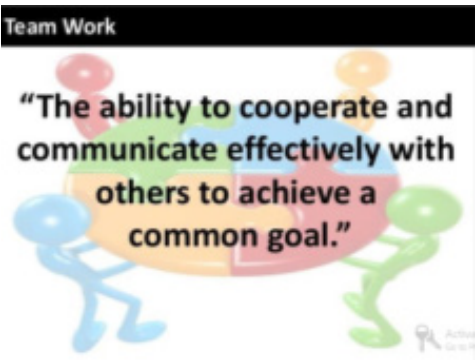 Team Work
“The ability to cooperate and
communicate effectively with
others to achieve a
common goal.”